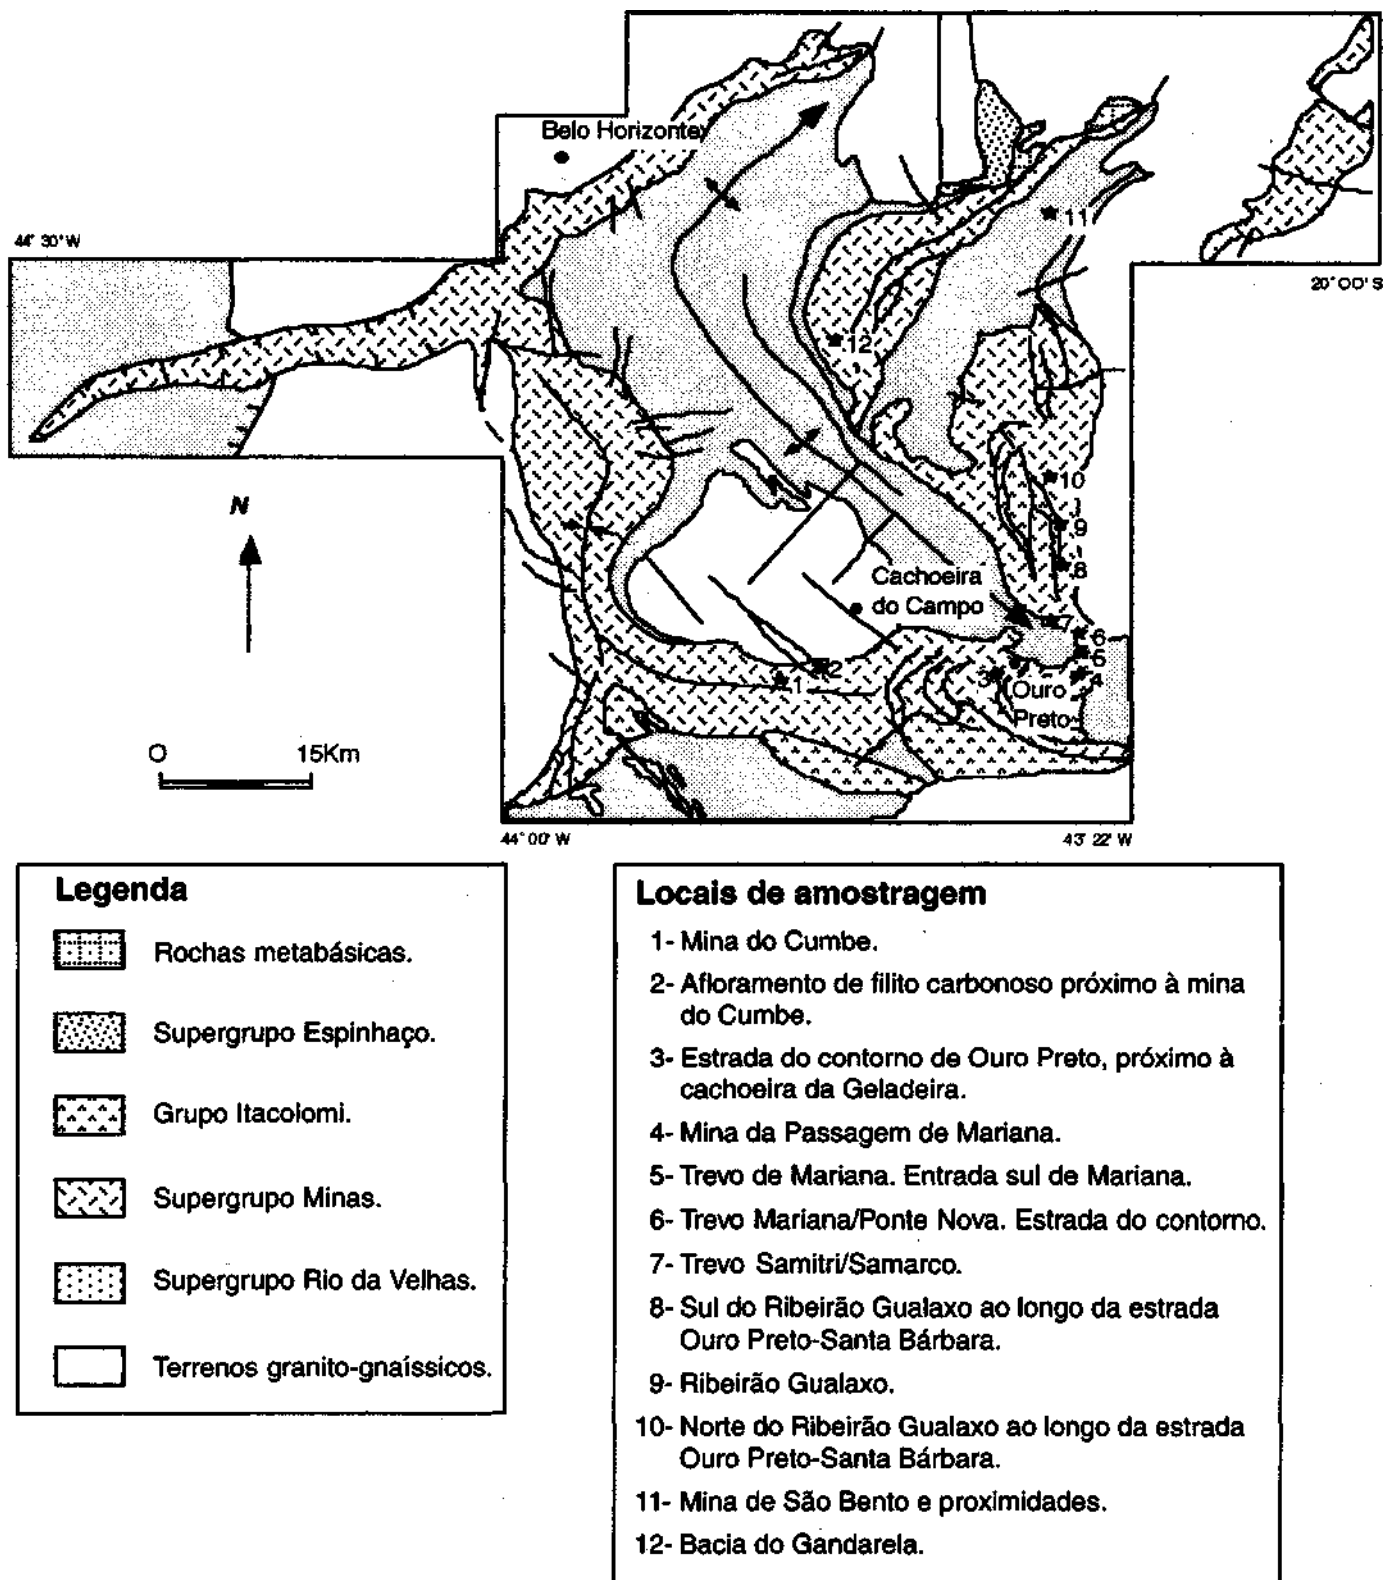 Belo Horizonte
11
44° 30' W
20° 00' S
12
N
10
9
8
Cachoeira
do Campo
7
6
5
2
3
4
1
Ouro
Preto
O
15Km
44° 00' W
43° 22' W
Legenda
Rochas metabásicas.
Supergrupo Espinhaço.
Grupo Itacolomi.
Supergrupo Minas.
Supergrupo Rio da Velhas.
Terrenos granito-gnaíssicos.
Locais de amostragem
1- Mina do Cumbe.
2- Afloramento de filito carbonoso próximo à mina
do Cumbe.
3- Estrada do contorno de Ouro Preto, próximo à
cachoeira da Geladeira.
4- Mina da Passagem de Mariana.
5- Trevo de Mariana. Entrada sul de Mariana.
6- Trevo Mariana/Ponte Nova. Estrada do contorno.
7- Trevo Samitri/Samarco.
8- Sul do Ribeirão Gualaxo ao longo da estrada
Ouro Preto-Santa Bárbara.
9- Ribeirão Gualaxo.
10- Norte do Ribeirão Gualaxo ao longo da estrada
Ouro Preto-Santa Bárbara.
11- Mina de São Bento e proximidades.
12- Bacia do Gandarela.